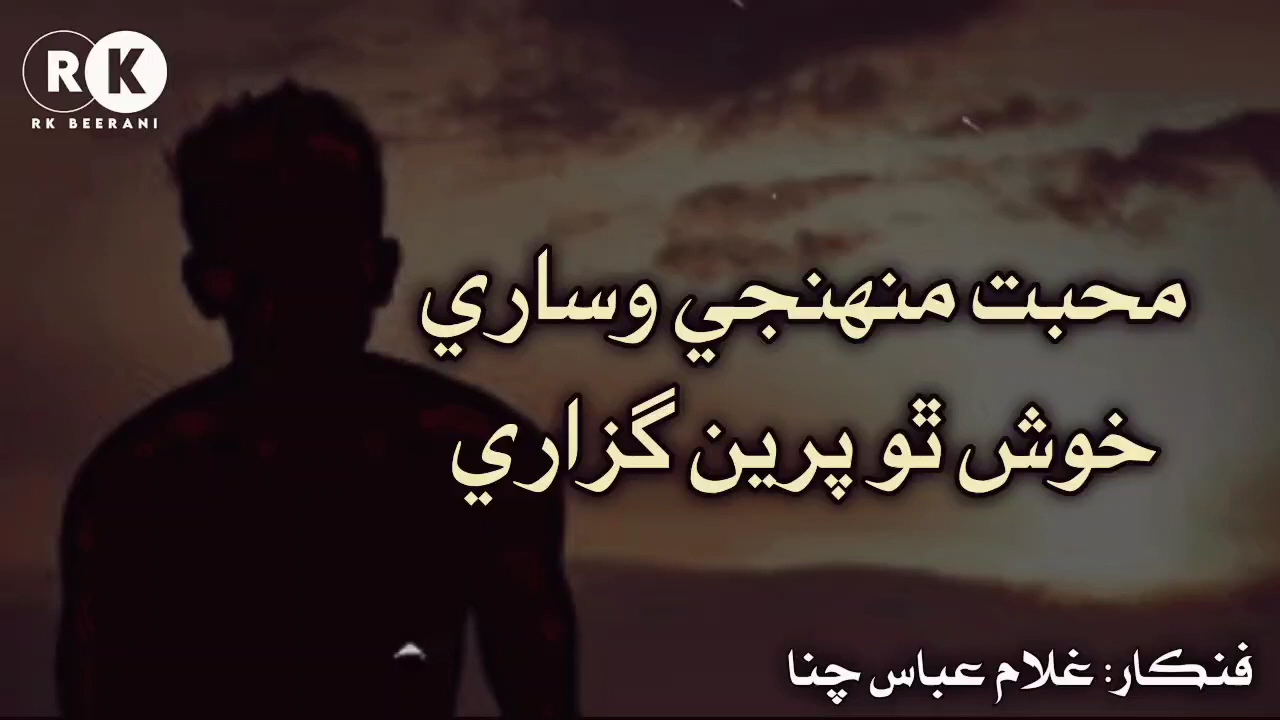 RK
RK BEERANI
محبت منهنجي وساري
خوش ٿو پرين گزاري
فنڪار: غلام عباس چنا